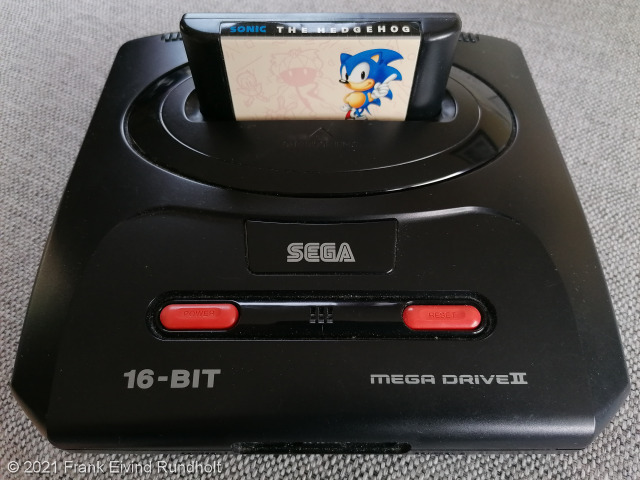 SONIC THE HEDGEHOG
SEGA
POWER
RESET
16-BIT
MEGA DRIVE II
© 2021 Frank Eivind Rundholt